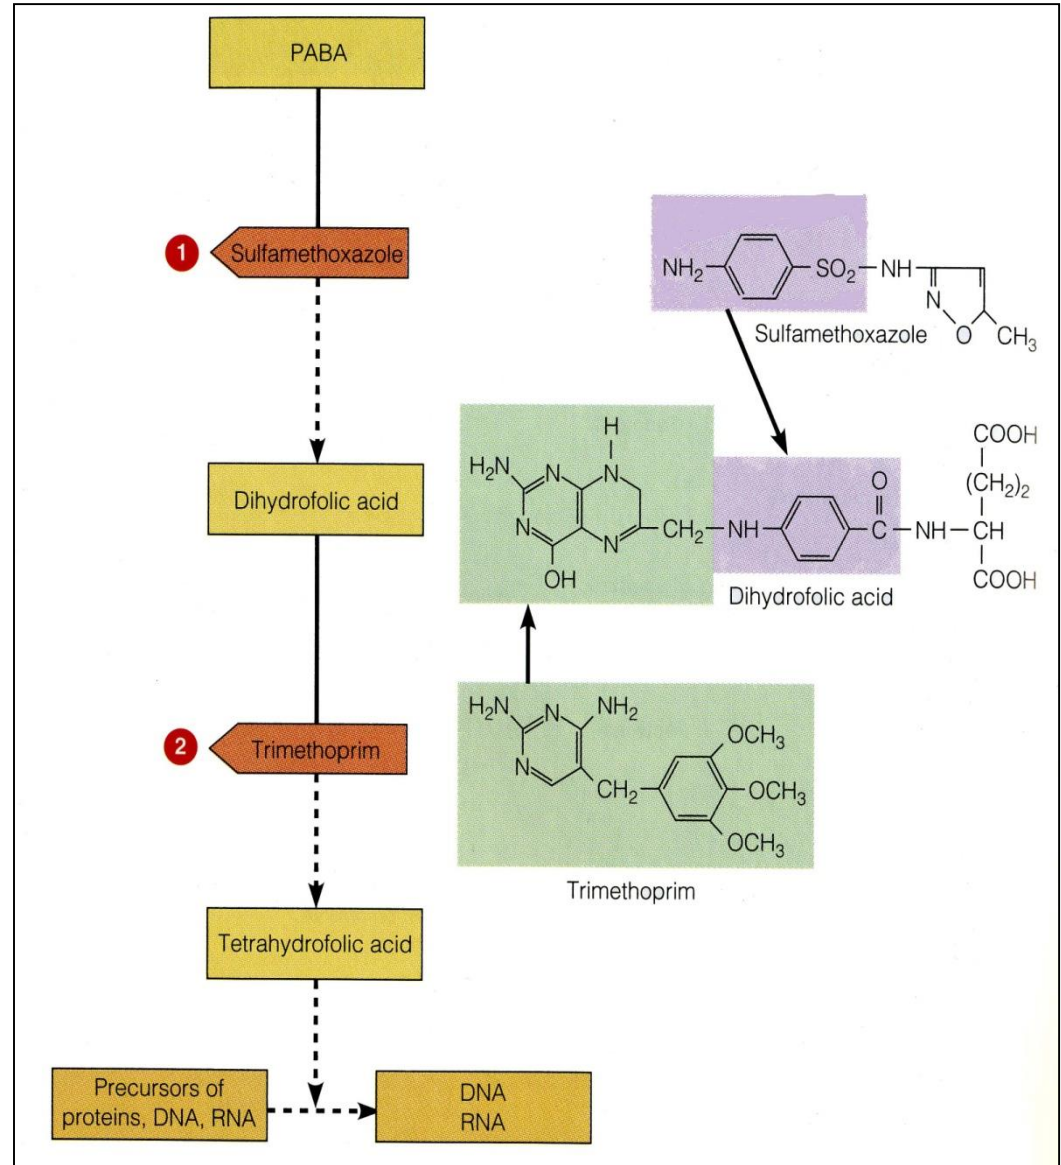 PABA
1
Sulfamethoxazole
NH2
SO2
NH
N
O
CH3
Sulfamethoxazole
Dihydrofolic acid
H
H2N
N
N
N
N
OH
CH2
NH
O
C
NH
COOH
(CH2)2
CH
COOH
Dihydrofolic acid
2
Trimethoprim
H2N
N
NH2
N
CH2
OCH3
OCH3
OCH3
Trimethoprim
Tetrahydrofolic acid
Precursors of
proteins, DNA, RNA
DNA
RNA